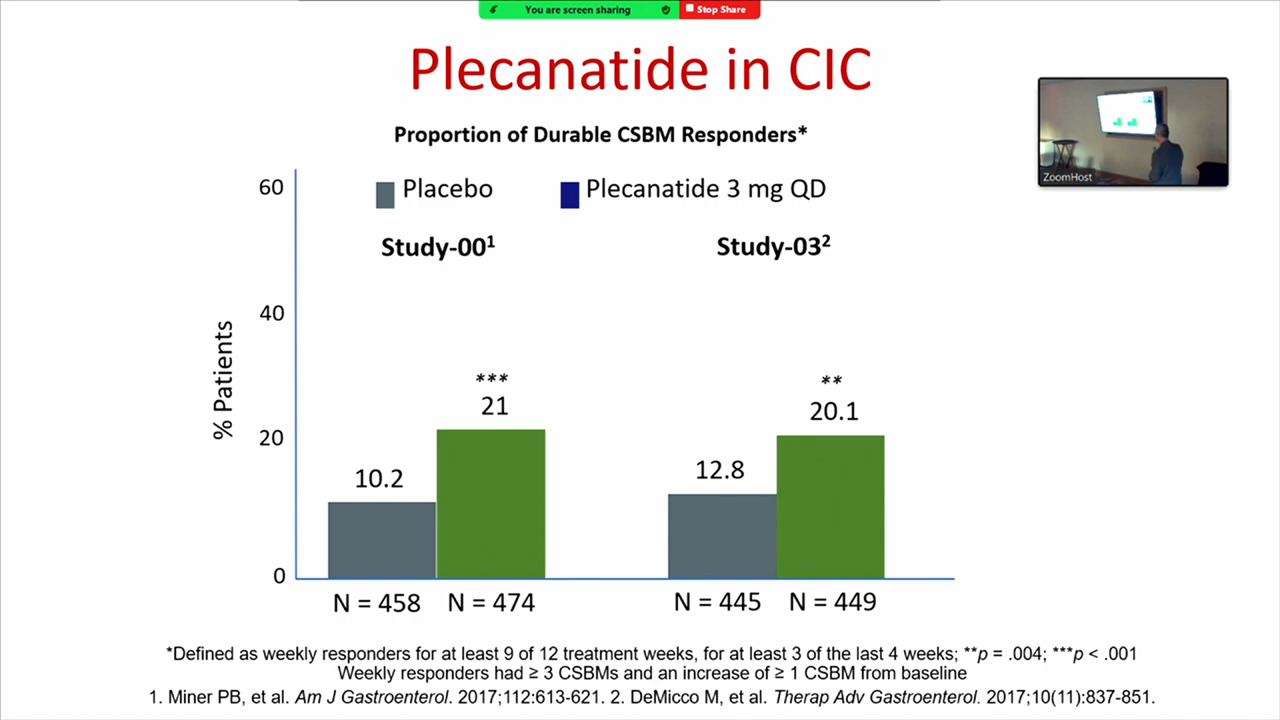 You are screen sharing
Stop Share
Plecanatide in CIC
Proportion of Durable CSBM Responders*
Placebo
Plecanatide 3 mg QD
Study-00¹
Study-03²
ZoomHost
% Patients
60
40
20
0
***
21
10.2
**
20.1
12.8
N = 458
N = 474
N = 445
N = 449
*Defined as weekly responders for at least 9 of 12 treatment weeks, for at least 3 of the last 4 weeks; **p = .004; ***p < .001
Weekly responders had ≥ 3 CSBMs and an increase of ≥ 1 CSBM from baseline
1. Miner PB, et al. Am J Gastroenterol. 2017;112:613-621. 2. DeMicco M, et al. Therap Adv Gastroenterol. 2017;10(11):837-851.